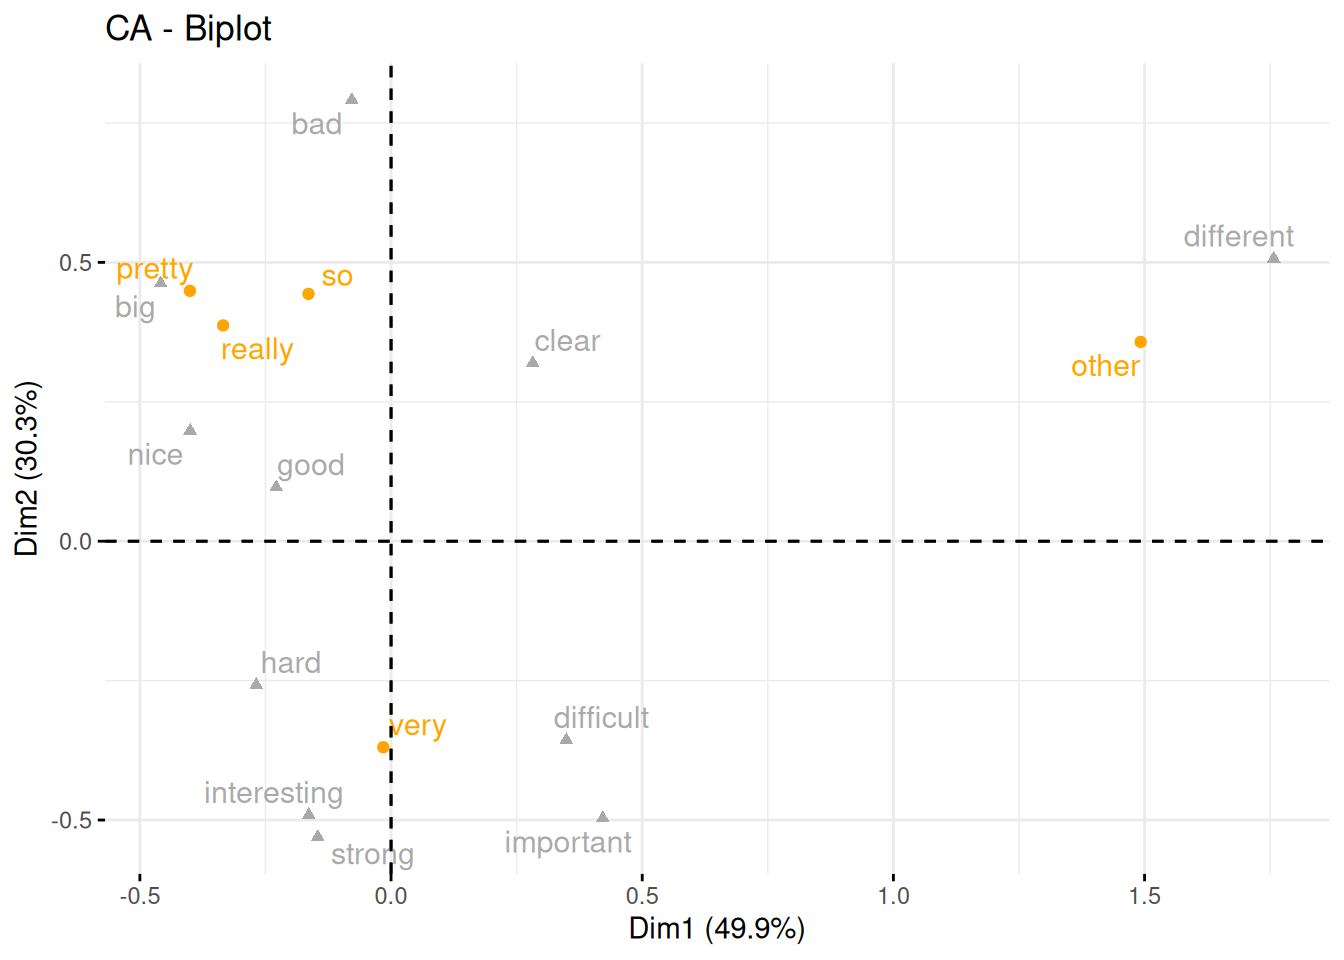 CA - Biplot
bad
different
0.5
pretty
so
big
clear
really
other
nice
good
Dim2 (30.3%)
0.0
hard
very
difficult
interesting
-0.5
important
strong
-0.5
0.0
0.5
1.0
1.5
Dim1 (49.9%)